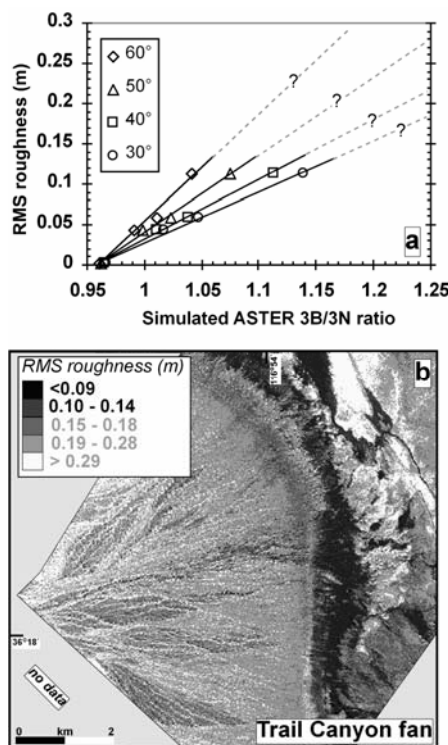 0.3
0.25
0.2
0.15
0.1
0.05
0
RMS roughness (m)
60°
50°
40°
30°
?
?
?
?
a
0.95 1 1.05 1.1 1.15 1.2 1.25
Simulated ASTER 3B/3N ratio
RMS roughness (m)
<0.09
0.10 - 0.14
0.15 - 0.18
0.19 - 0.28
> 0.29
116°54´
b
36°18´
no data
0 km 2
Trail Canyon fan